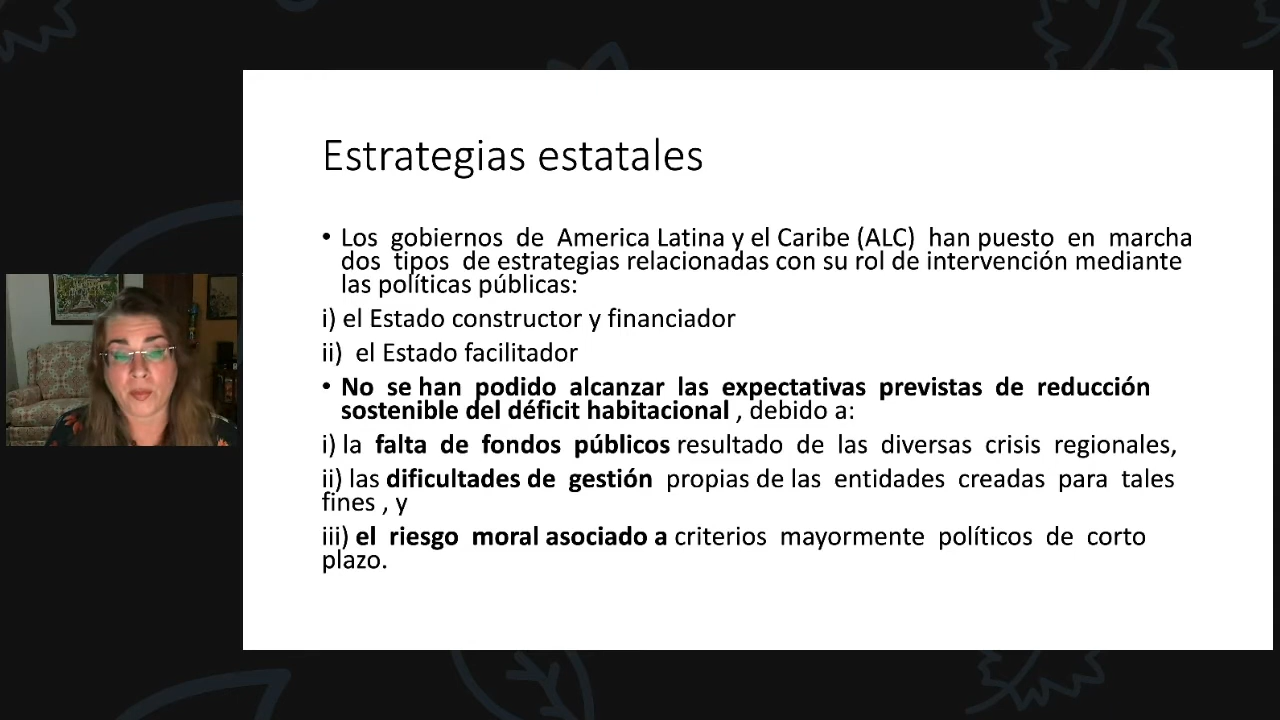 Estrategias estatales
• Los gobiernos de America Latina y el Caribe (ALC) han puesto en marcha
dos tipos de estrategias relacionadas con su rol de intervención mediante
las políticas públicas:
i) el Estado constructor y financiador
ii) el Estado facilitador
• No se han podido alcanzar las expectativas previstas de reducción
sostenible del déficit habitacional , debido a:
i) la falta de fondos públicos resultado de las diversas crisis regionales,
ii) las dificultades de gestión propias de las entidades creadas para tales
fines , y
iii) el riesgo moral asociado a criterios mayormente políticos de corto
plazo.